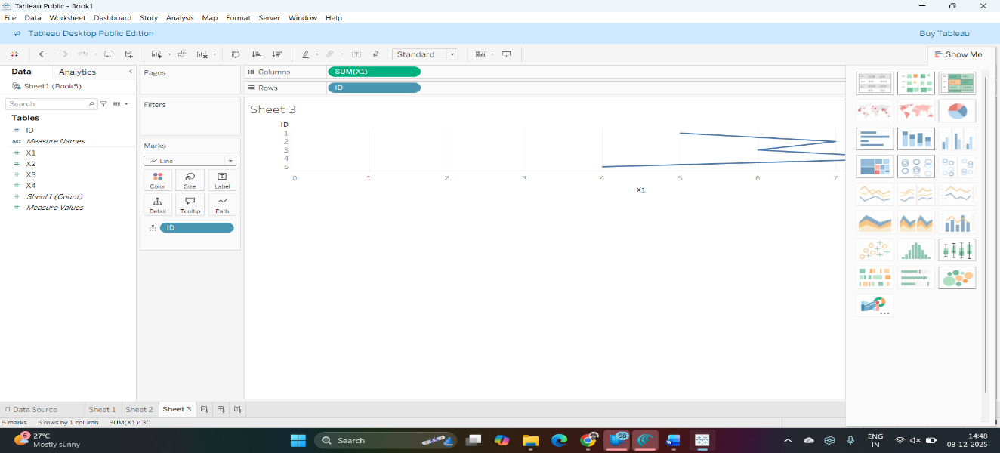 Tableau Public - Book1
File Data Worksheet Dashboard Story Analysis Map Format Server Window Help
Tableau Desktop Public Edition Buy Tableau
Standard Show Me
Data Analytics
Sheet1 (Book5)
Search
Tables
ID
Abc Measure Names
X1
X2
X3
X4
Sheet1 (Count)
Measure Values
Pages
Filters
Marks
Line
Color Size Label
Detail Tooltip Path
ID
Columns SUM(X1)
Rows ID
Sheet 3
ID
1
2
3
4
5
0 1 2 3 4 5 6 7
X1
Data Source Sheet 1 Sheet 2 Sheet 3
5 marks 5 rows by 1 column SUM(X1): 30
6 27°C
Mostly sunny
Search
98
ENG
IN
14:48
08-12-2025